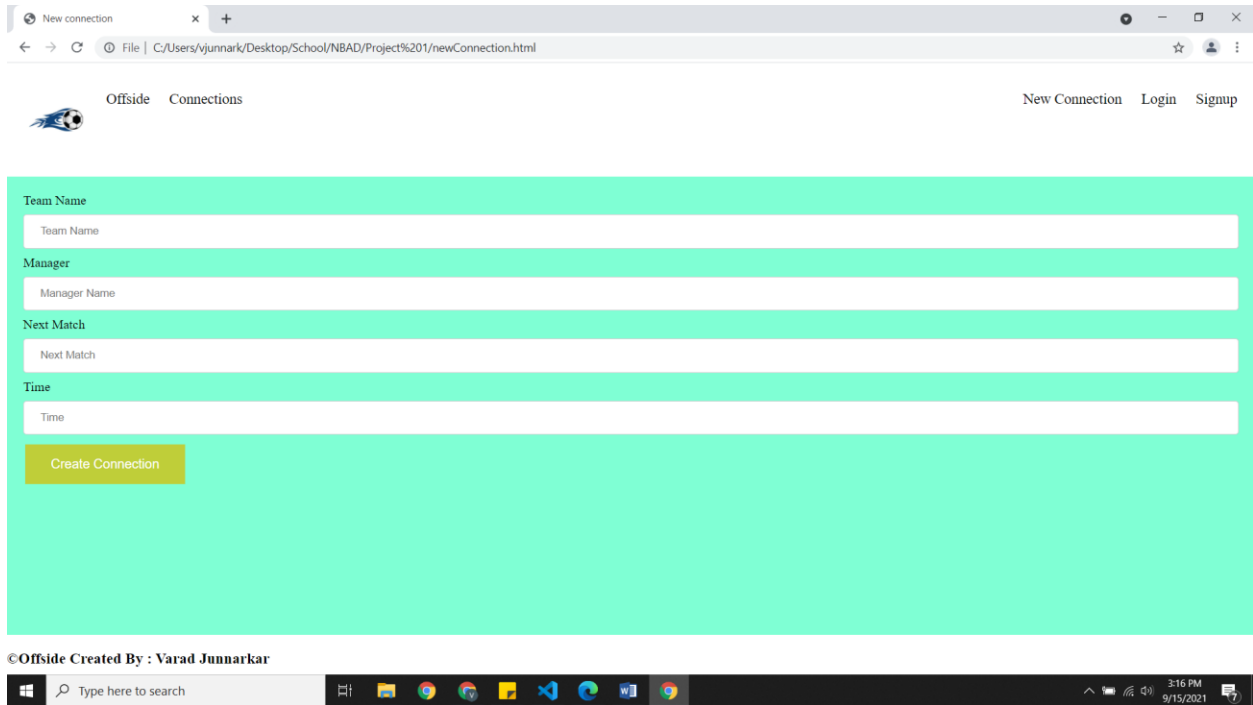 New connection
File | C:/Users/vjunnark/Desktop/School/NBAD/Project%201/newConnection.html
Offside Connections New Connection Login Signup
Team Name
Team Name
Manager
Manager Name
Next Match
Next Match
Time
Time
Create Connection
©Offside Created By : Varad Junnarkar
Type here to search
3:16 PM
9/15/2021